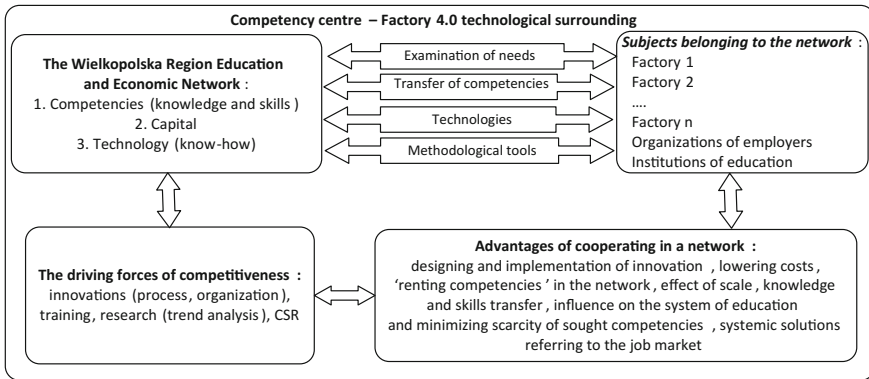 Competency centre – Factory 4.0 technological surrounding
The Wielkopolska Region Education
and Economic Network :
1. Competencies (knowledge and skills )
2. Capital
3. Technology (know-how)
Examination of needs
Transfer of competencies
Technologies
Methodological tools
Subjects belonging to the network :
Factory 1
Factory 2
....
Factory n
Organizations of employers
Institutions of education
The driving forces of competitiveness :
innovations (process, organization),
training, research (trend analysis), CSR
Advantages of cooperating in a network :
designing and implementation of innovation , lowering costs ,
‘renting competencies ’ in the network , effect of scale , knowledge
and skills transfer , influence on the system of education
and minimizing scarcity of sought competencies , systemic solutions
referring to the job market